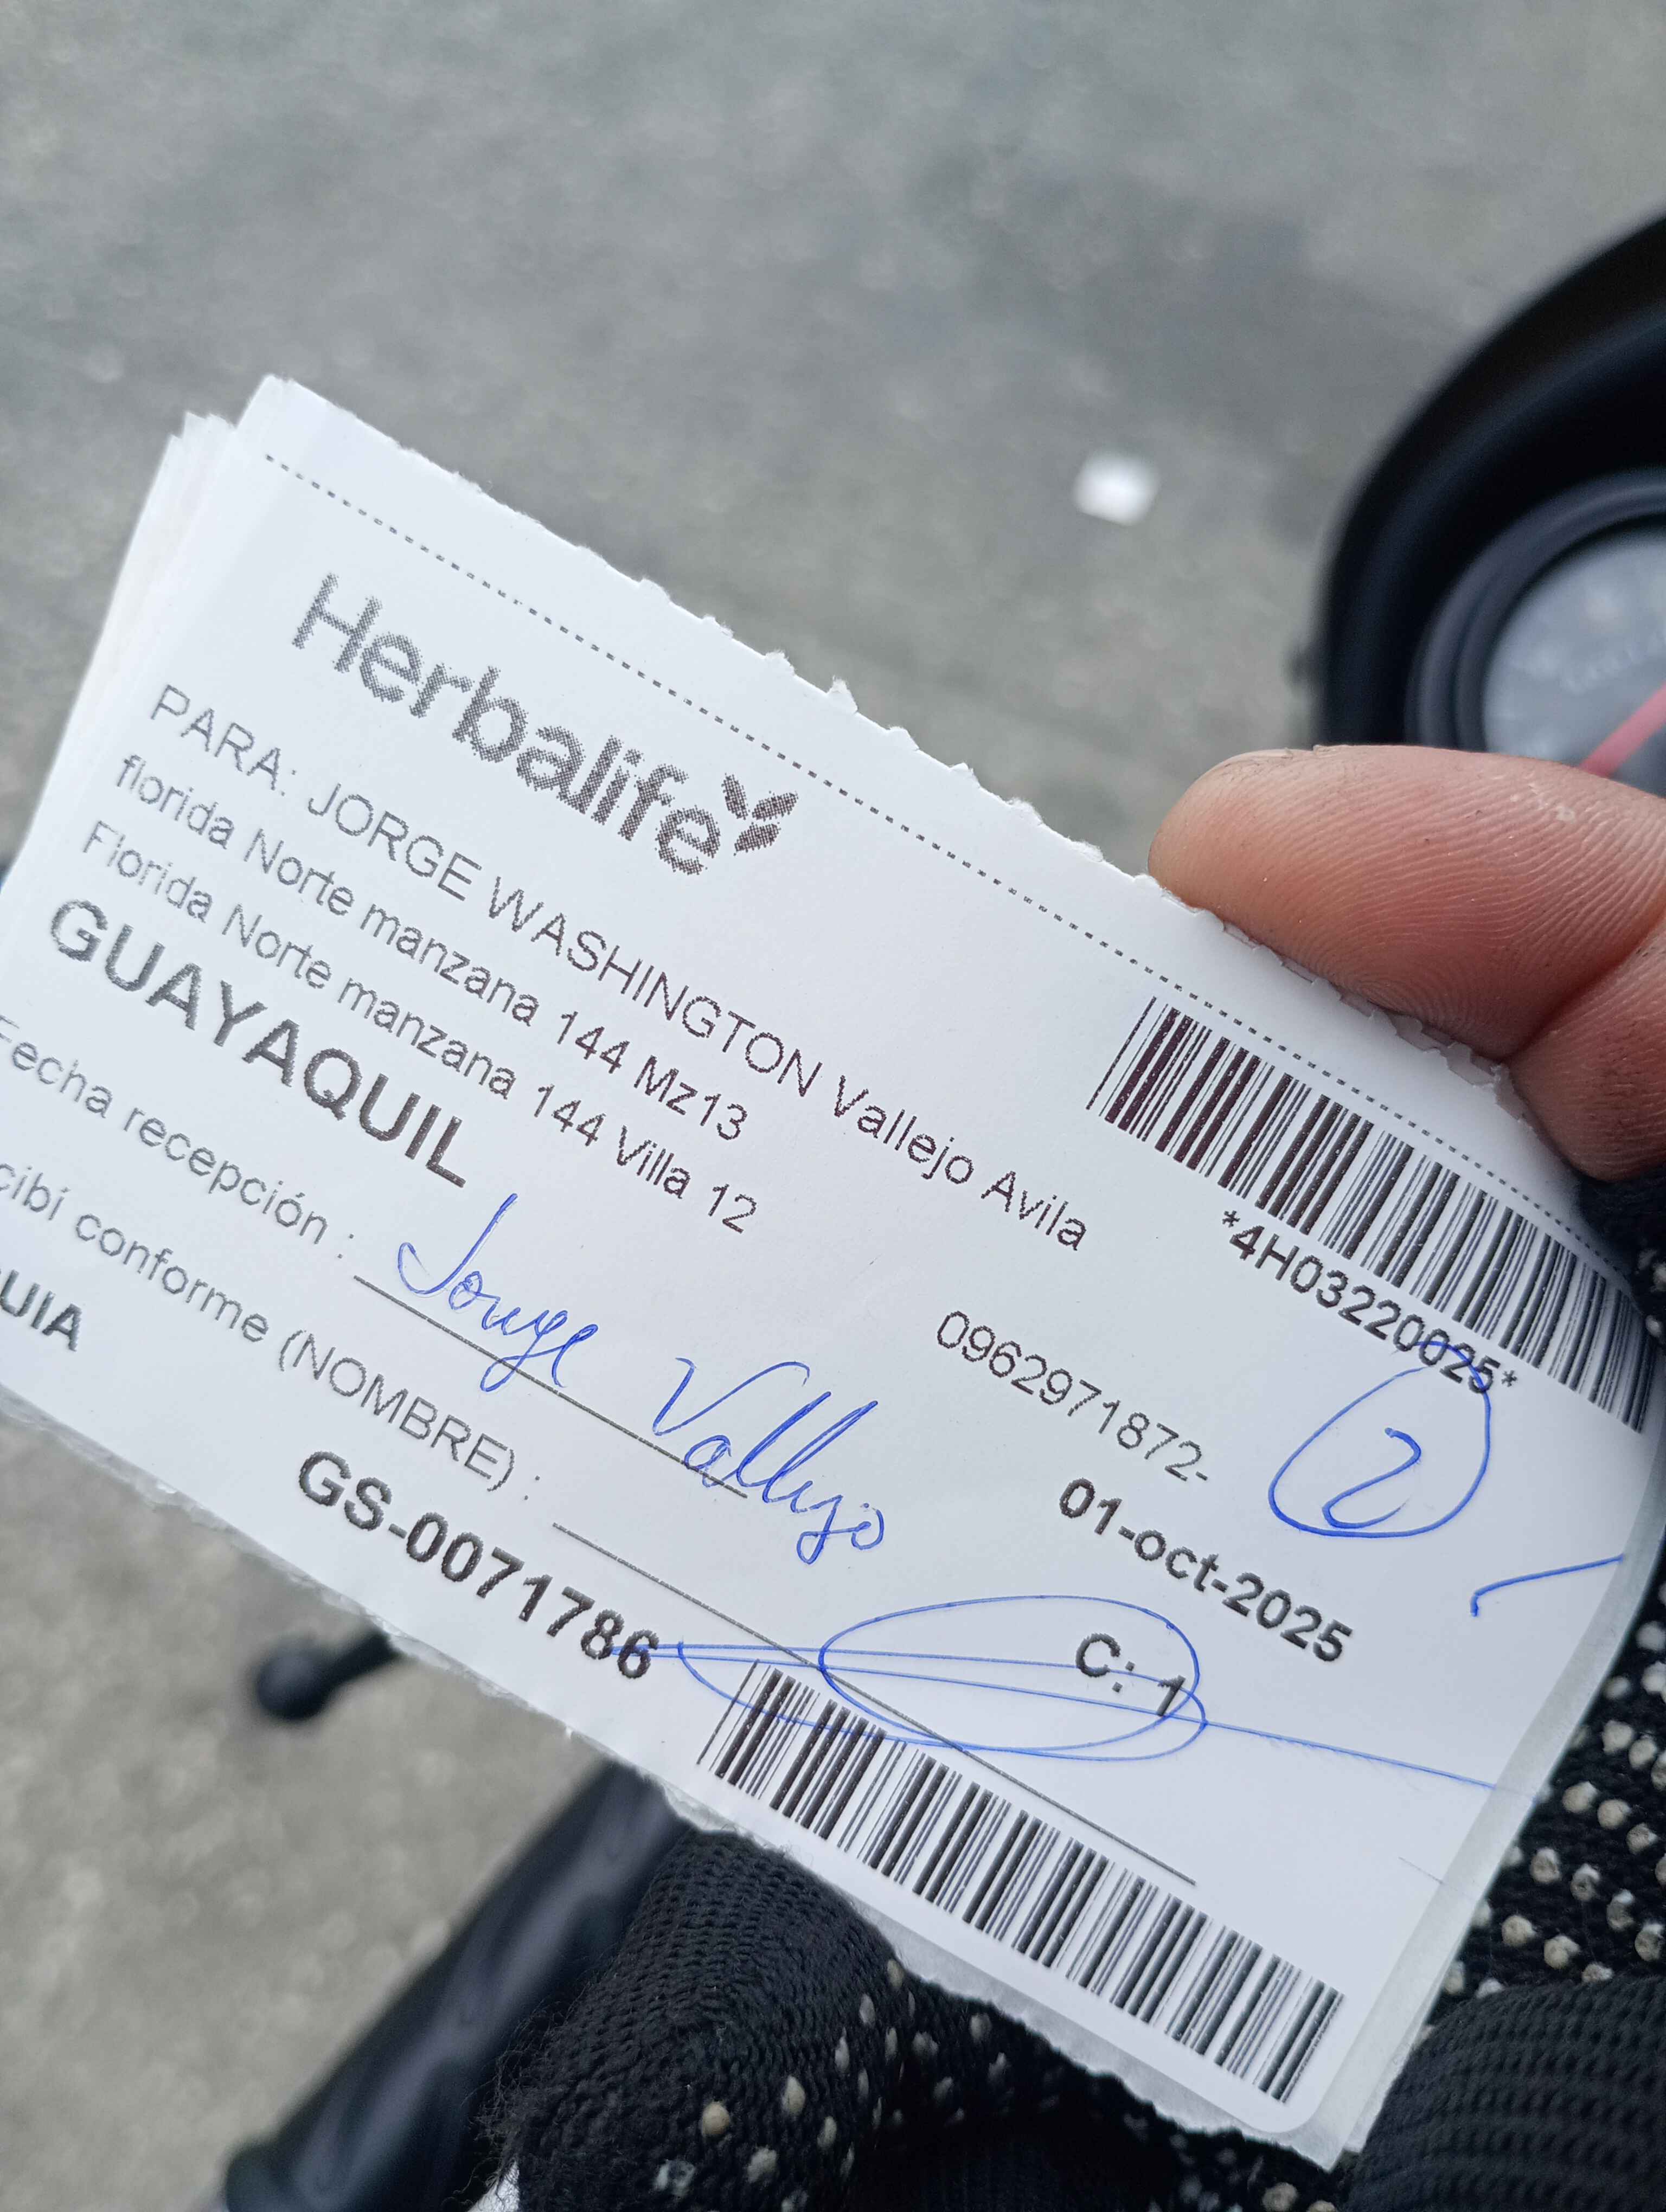 Herbalife
PARA: JORGE WASHINGTON Vallejo Avila
florida Norte manzana 144 Mz13
Florida Norte manzana 144 Villa 12
GUAYAQUIL
*4H03220025*
0962971872-
2
Fecha recepción :
Jorge Vallejo
01-oct-2025
cibí conforme (NOMBRE) :
C: 1
UIA
GS-0071786